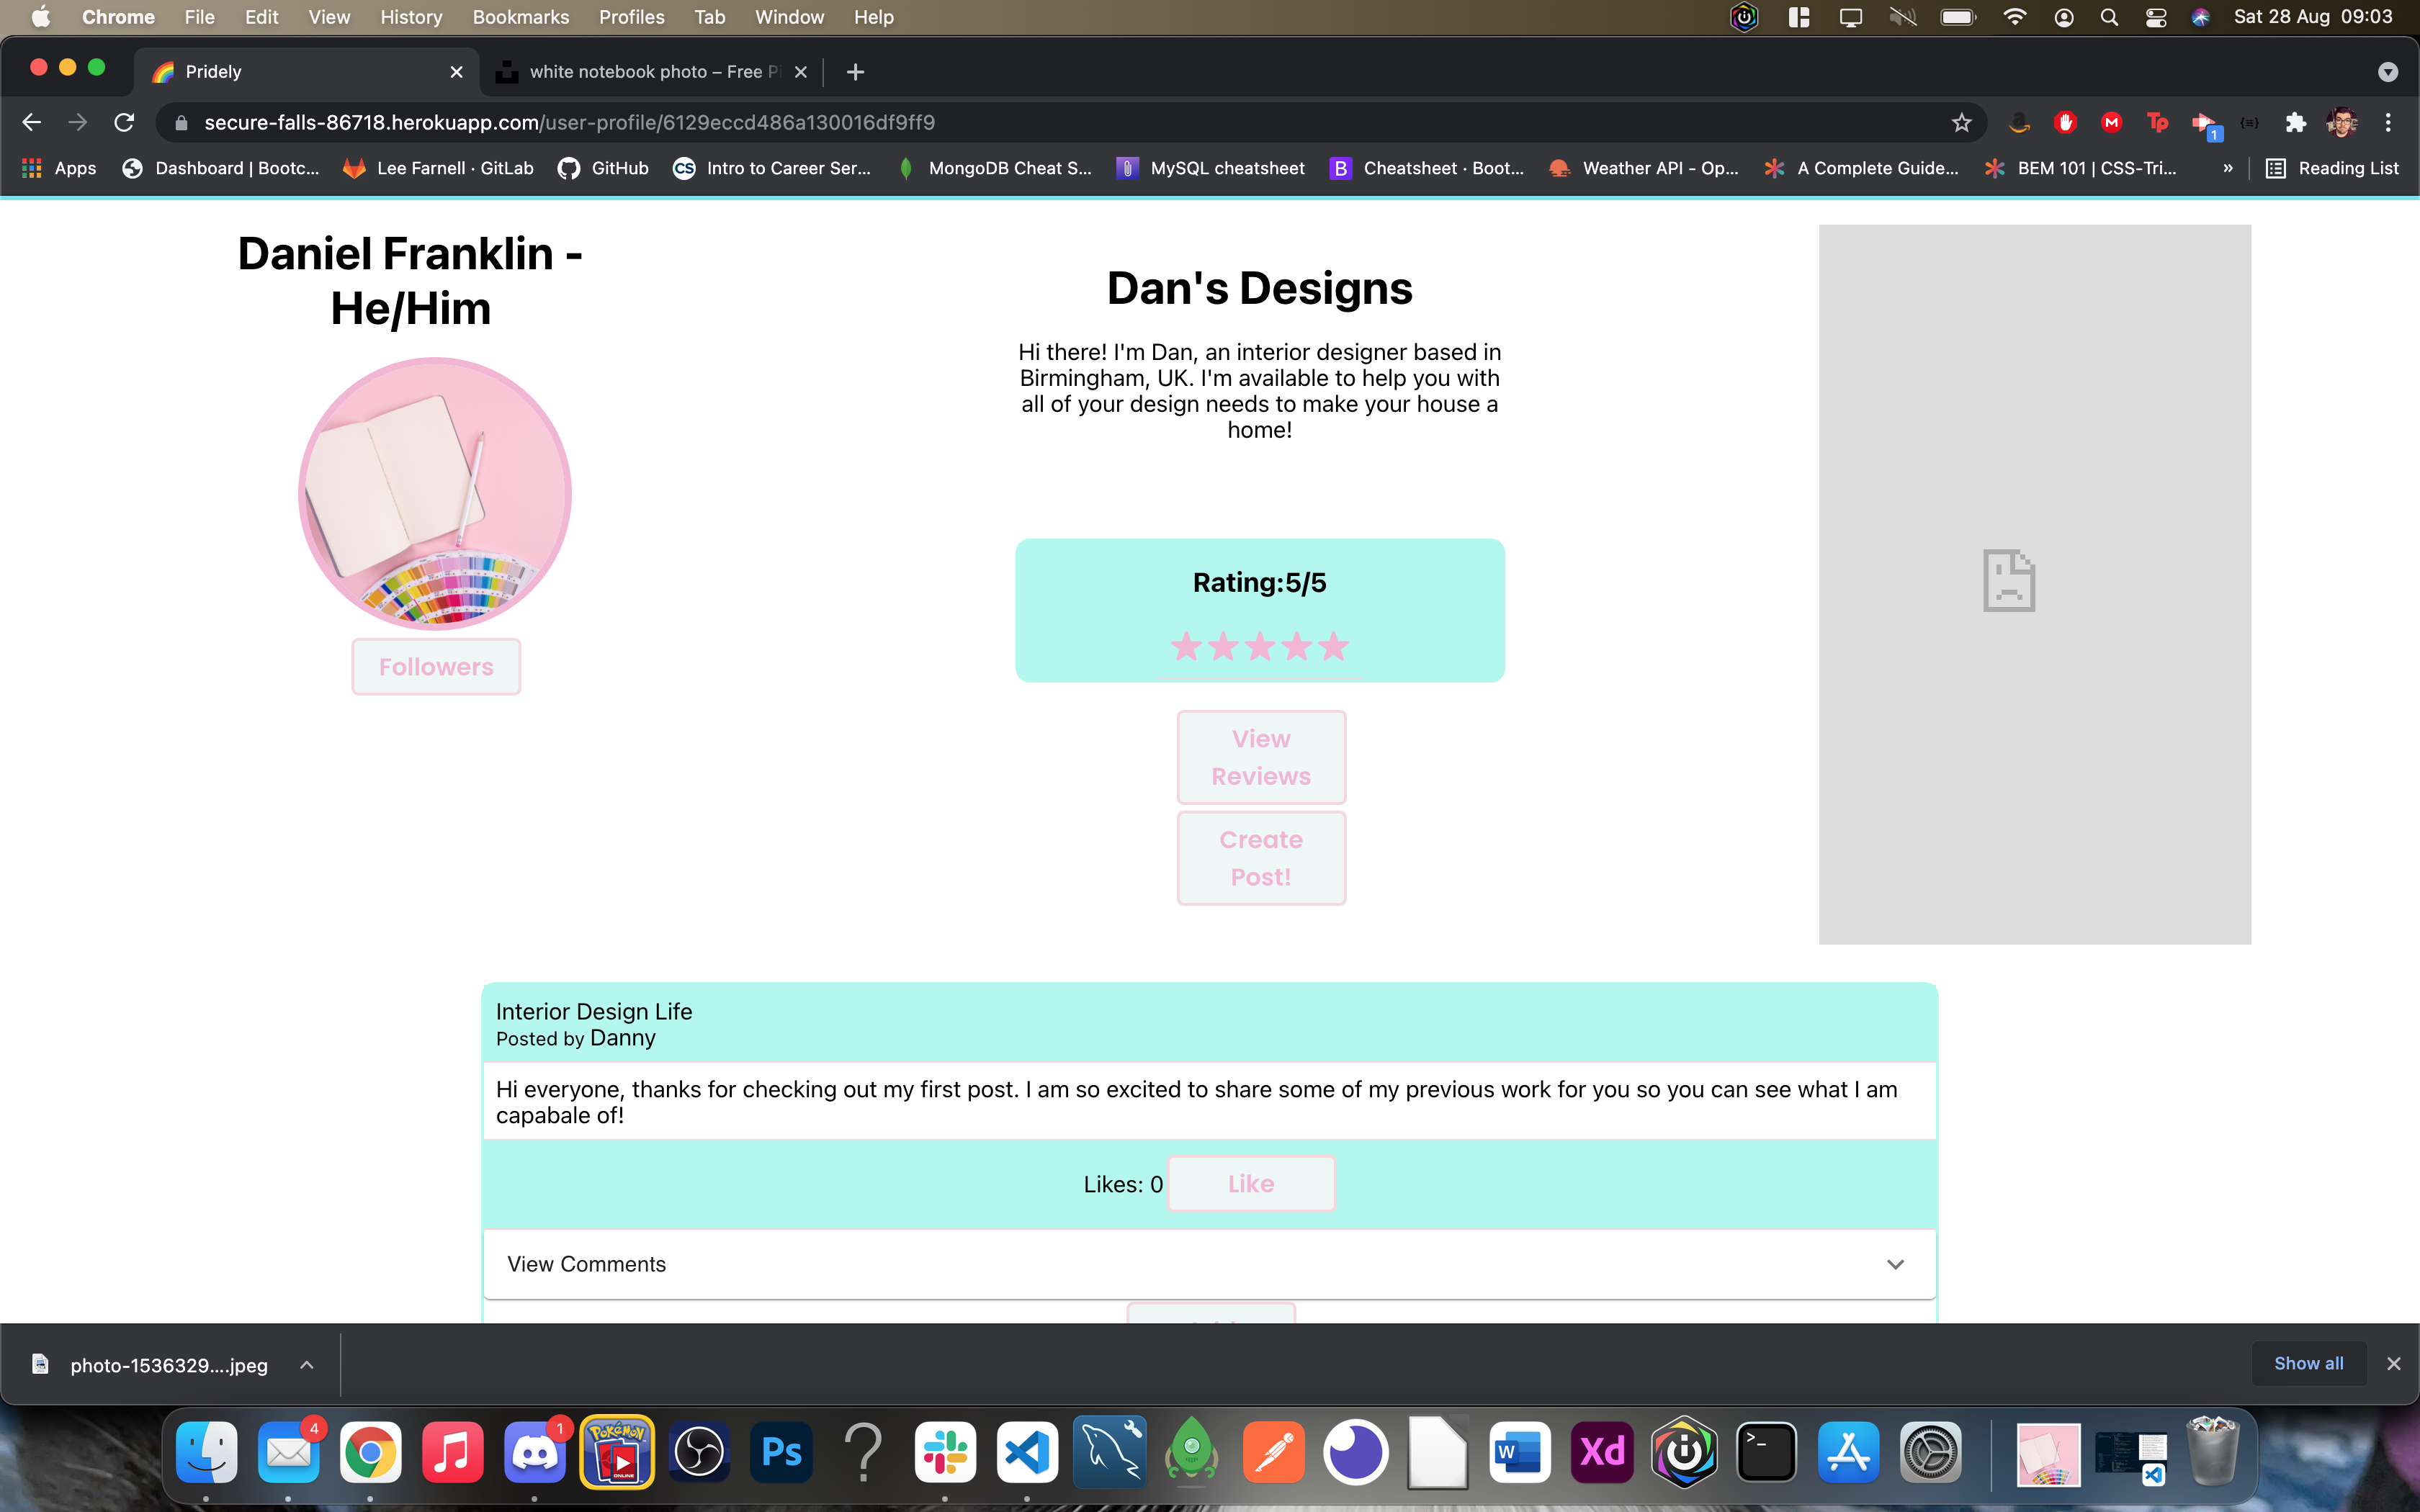 Chrome File Edit View History Bookmarks Profiles Tab Window Help Sat 28 Aug 09:03
Pridely white notebook photo – Free Pi
secure-falls-86718.herokuapp.com/user-profile/6129eccd486a130016df9ff9
1
Apps Dashboard | Bootc... Lee Farnell · GitLab GitHub CS Intro to Career Ser... MongoDB Cheat S... MySQL cheatsheet B Cheatsheet · Boot... Weather API - Op... A Complete Guide... BEM 101 | CSS-Tri... » Reading List
Daniel Franklin -
He/Him
Followers
Dan's Designs
Hi there! I'm Dan, an interior designer based in
Birmingham, UK. I'm available to help you with
all of your design needs to make your house a
home!
Rating:5/5
View
Reviews
Create
Post!
Interior Design Life
Posted by Danny
Hi everyone, thanks for checking out my first post. I am so excited to share some of my previous work for you so you can see what I am
capabale of!
Likes: 0 Like
View Comments
photo-1536329....jpeg Show all
4 1 Pokémon ONLINE Ps W Xd >_